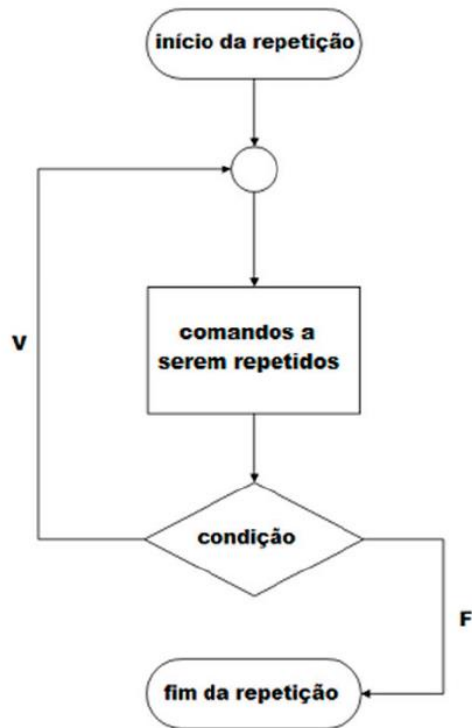 início da repetição
V
comandos a
serem repetidos
condição
F
fim da repetição